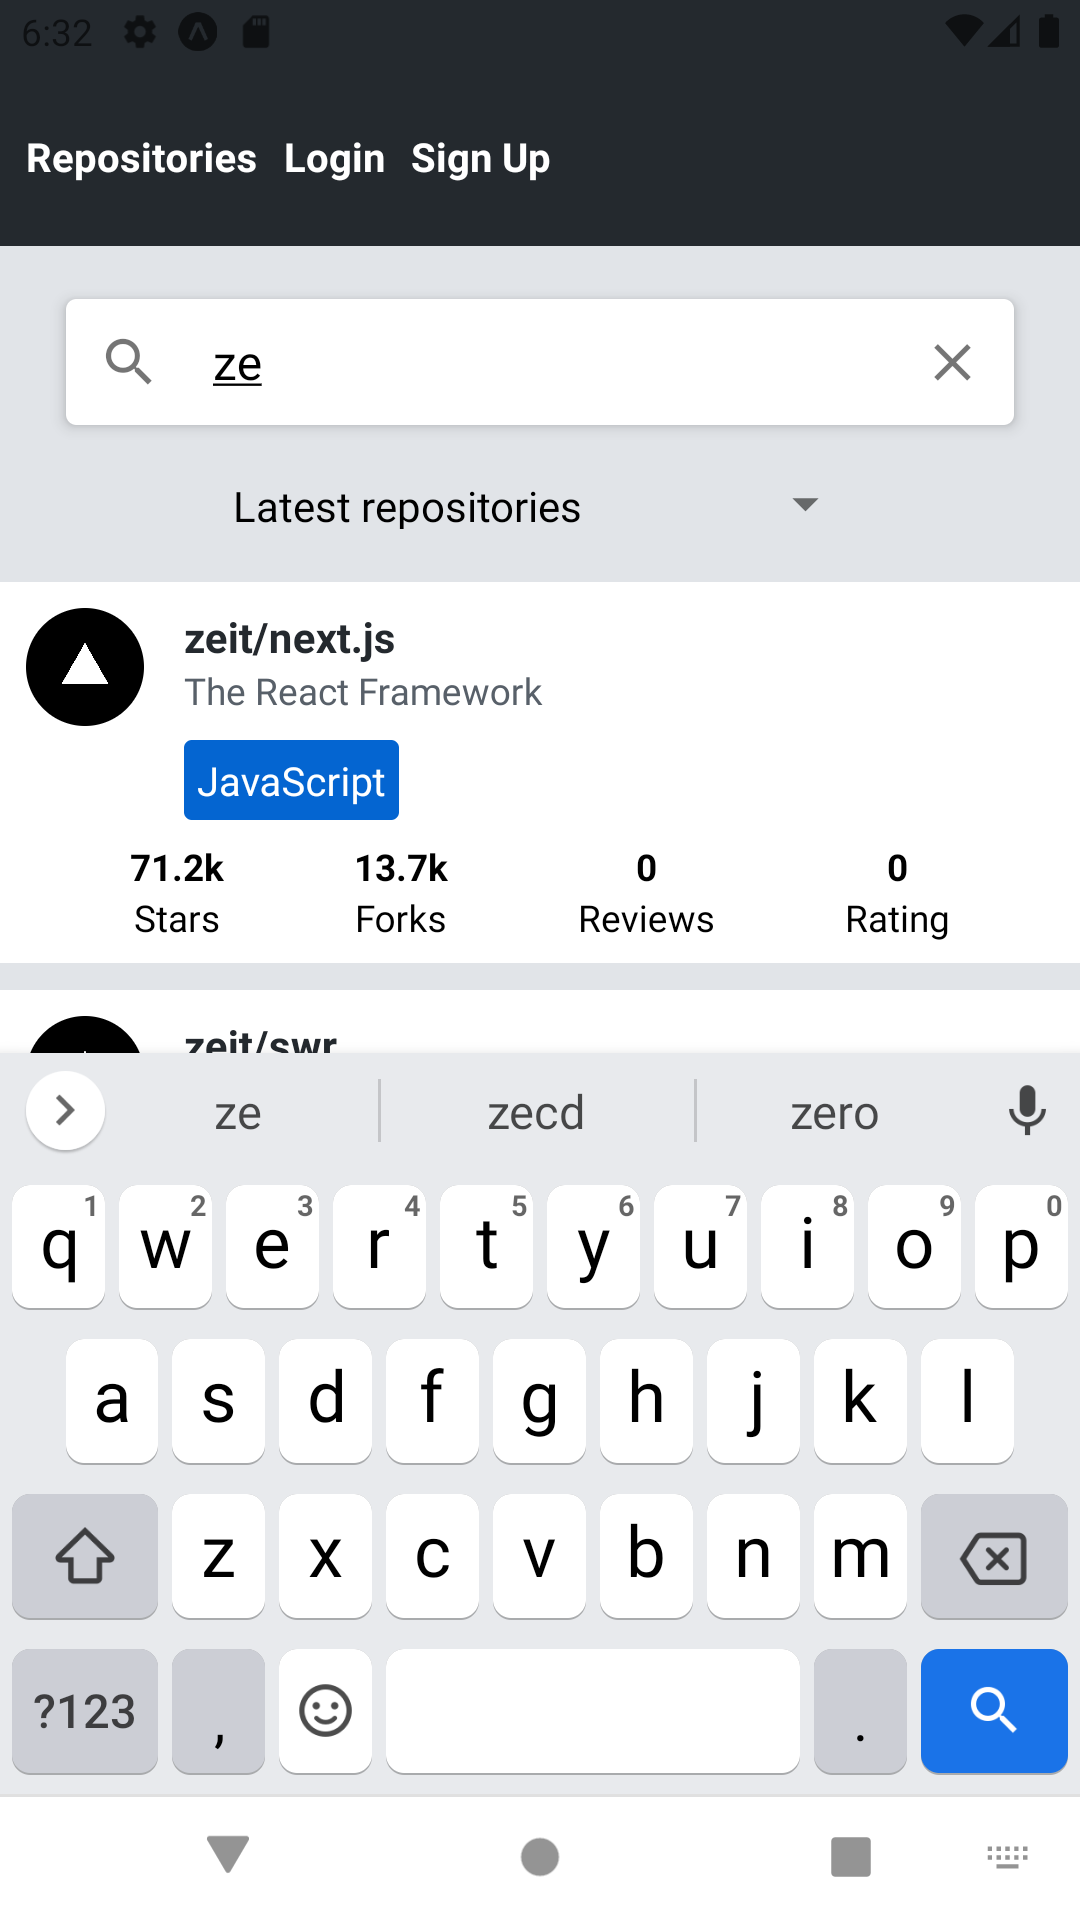 6:32
Repositories Login Sign Up
ze
Latest repositories
zeit/next.js
The React Framework
JavaScript
71.2k 13.7k 0 0
Stars Forks Reviews Rating
zeit/swr
ze zecd zero
1 2 3 4 5 6 7 8 9 0
q w e r t y u i o p
a s d f g h j k l
z x c v b n m
?123 , .